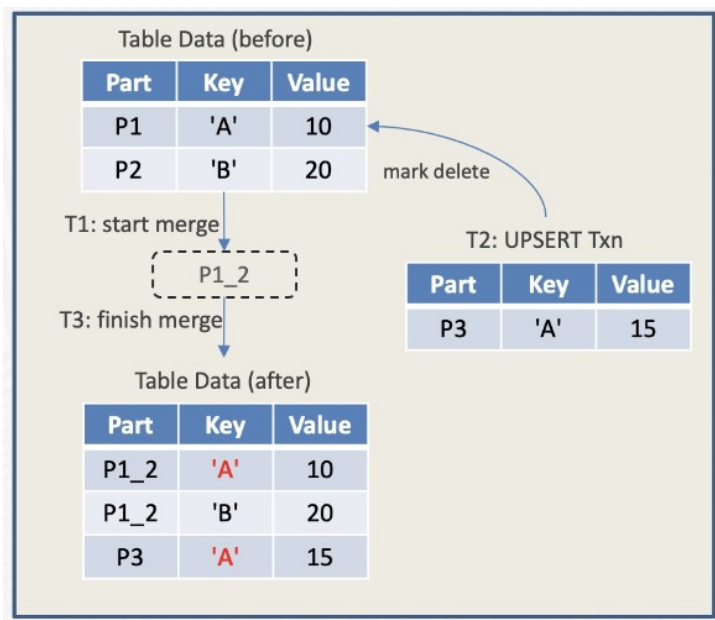 Table Data (before)
Part Key Value
P1 'A' 10
P2 'B' 20
mark delete
T1: start merge
P1_2
T2: UPSERT Txn
Part Key Value
P3 'A' 15
T3: finish merge
Table Data (after)
Part Key Value
P1_2 'A' 10
P1_2 'B' 20
P3 'A' 15